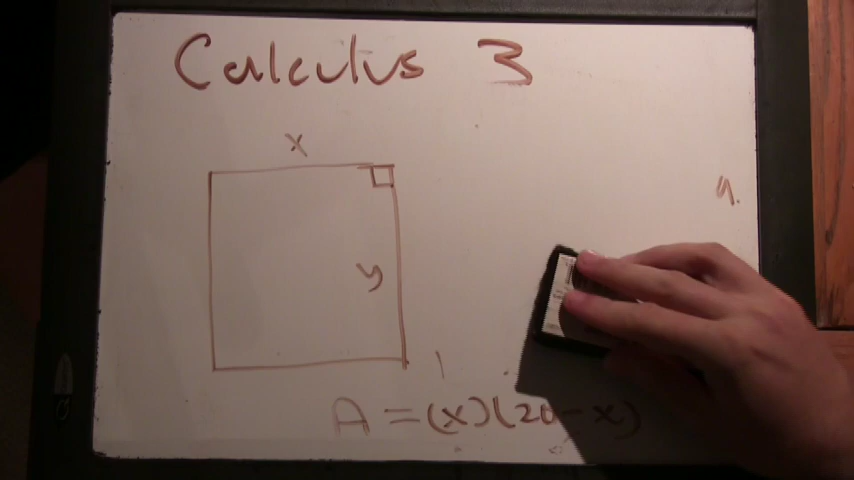 Calculus 3
x
y
A = (x)(20 - x)